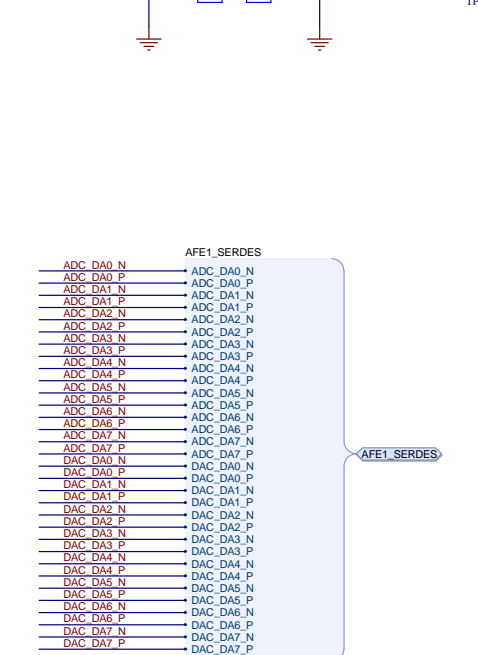 TP
AFE1_SERDES
ADC_DA0_N ADC_DA0_N
ADC_DA0_P ADC_DA0_P
ADC_DA1_N ADC_DA1_N
ADC_DA1_P ADC_DA1_P
ADC_DA2_N ADC_DA2_N
ADC_DA2_P ADC_DA2_P
ADC_DA3_N ADC_DA3_N
ADC_DA3_P ADC_DA3_P
ADC_DA4_N ADC_DA4_N
ADC_DA4_P ADC_DA4_P
ADC_DA5_N ADC_DA5_N
ADC_DA5_P ADC_DA5_P
ADC_DA6_N ADC_DA6_N
ADC_DA6_P ADC_DA6_P
ADC_DA7_N ADC_DA7_N
ADC_DA7_P ADC_DA7_P AFE1_SERDES
DAC_DA0_N DAC_DA0_N
DAC_DA0_P DAC_DA0_P
DAC_DA1_N DAC_DA1_N
DAC_DA1_P DAC_DA1_P
DAC_DA2_N DAC_DA2_N
DAC_DA2_P DAC_DA2_P
DAC_DA3_N DAC_DA3_N
DAC_DA3_P DAC_DA3_P
DAC_DA4_N DAC_DA4_N
DAC_DA4_P DAC_DA4_P
DAC_DA5_N DAC_DA5_N
DAC_DA5_P DAC_DA5_P
DAC_DA6_N DAC_DA6_N
DAC_DA6_P DAC_DA6_P
DAC_DA7_N DAC_DA7_N
DAC_DA7_P DAC_DA7_P